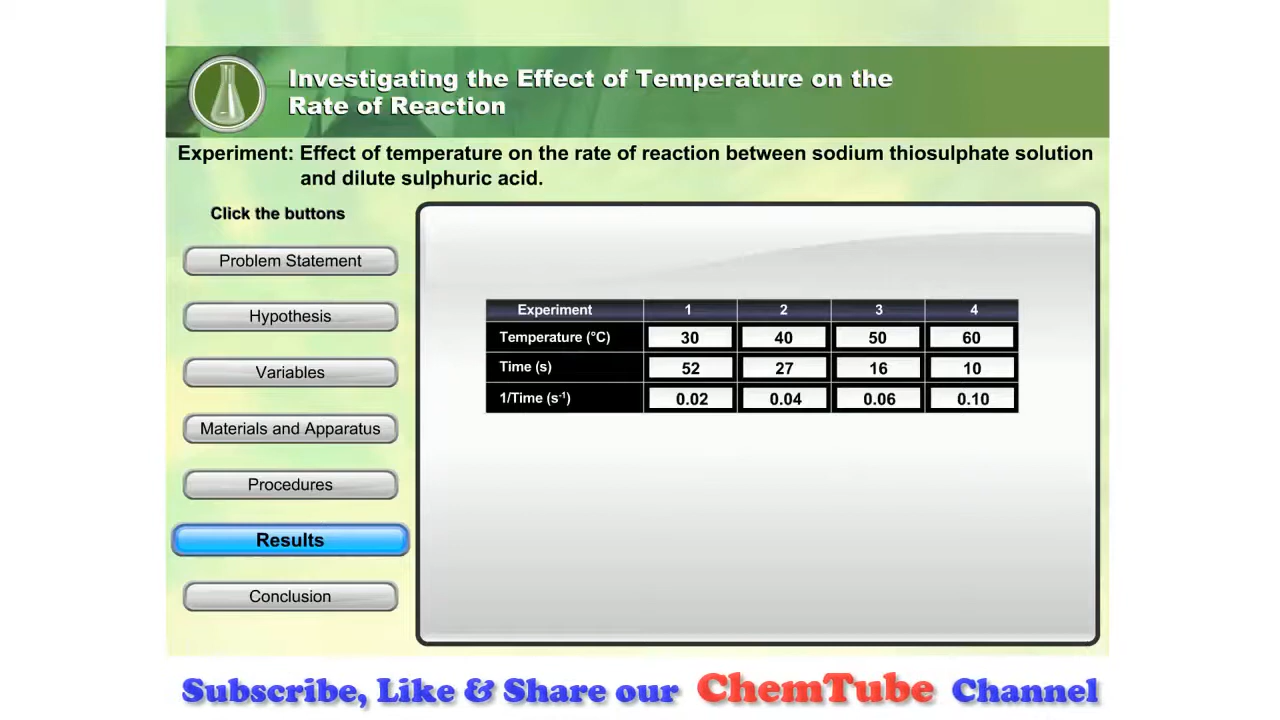 Investigating the Effect of Temperature on the
Rate of Reaction
Experiment: Effect of temperature on the rate of reaction between sodium thiosulphate solution
and dilute sulphuric acid.
Click the buttons
Problem Statement
Hypothesis
Variables
Materials and Apparatus
Procedures
Results
Conclusion
Experiment 1 2 3 4
Temperature (°C) 30 40 50 60
Time (s) 52 27 16 10
1/Time (s⁻¹) 0.02 0.04 0.06 0.10
Subscribe, Like & Share our ChemTube Channel